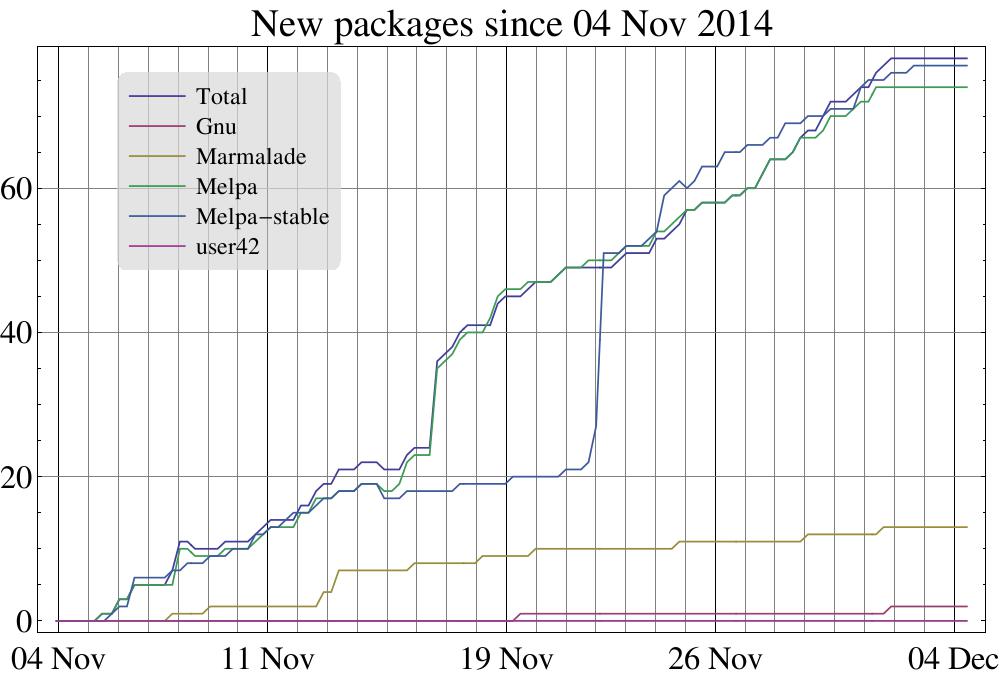 New packages since 04 Nov 2014
Total
Gnu
Marmalade
Melpa
Melpa-stable
user42
60
40
20
0
04 Nov 11 Nov 19 Nov 26 Nov 04 Dec